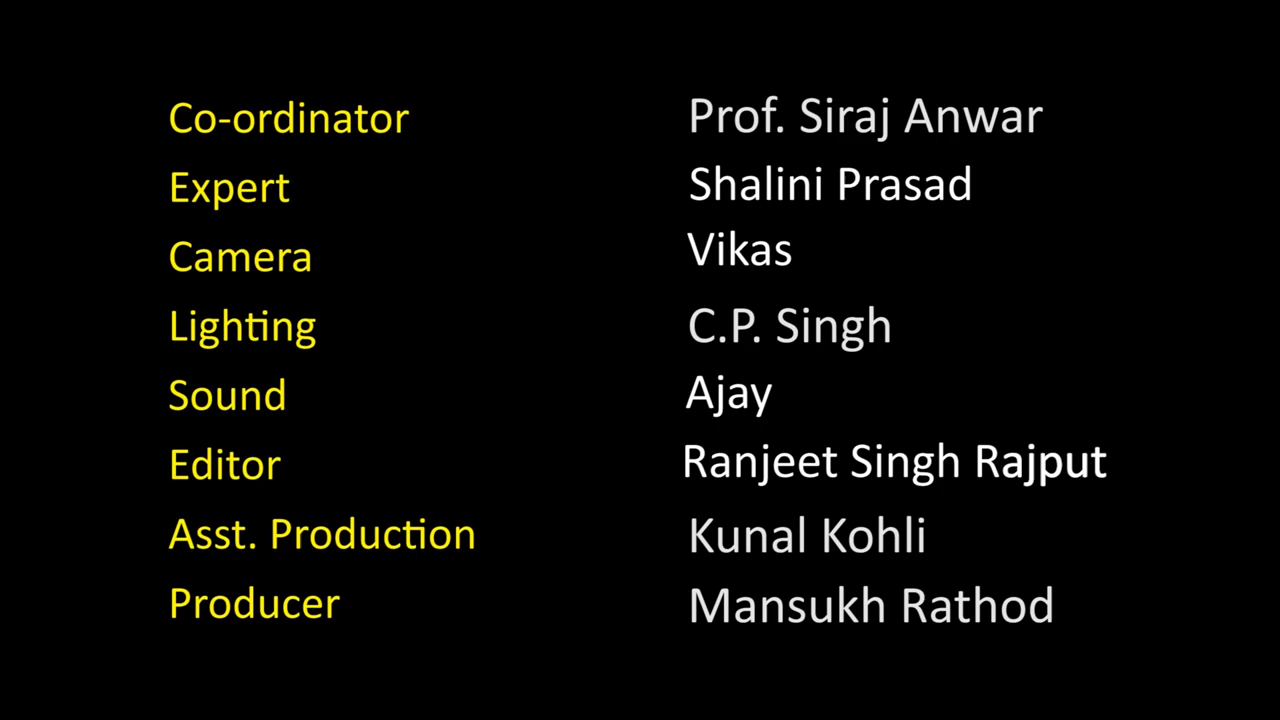 Co-ordinator Prof. Siraj Anwar
Expert Shalini Prasad
Camera Vikas
Lighting C.P. Singh
Sound Ajay
Editor Ranjeet Singh Rajput
Asst. Production Kunal Kohli
Producer Mansukh Rathod